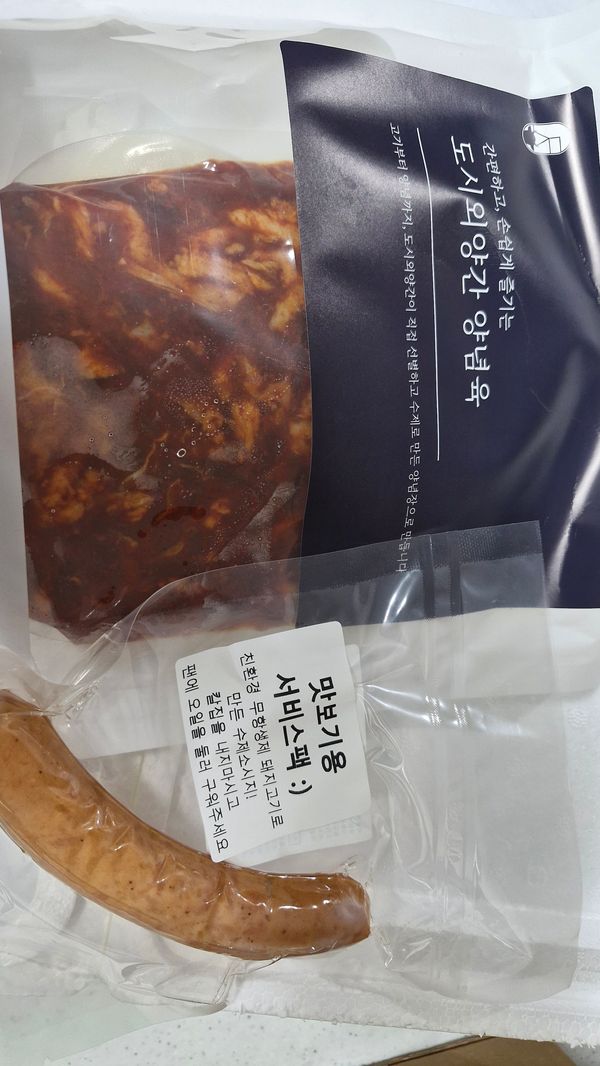 간편하고, 손쉽게 즐기는
도시외양간 양념육
고기부터 양념까지, 도시외양간이 직접 선별하고 수제로 만든 양념장으로 만듭니다
맛보기용
서비스팩 :)
친환경 무항생제 돼지고기로
만든 수제소시지!
칼집을 내지마시고
팬에 오일을 둘러 구워주세요